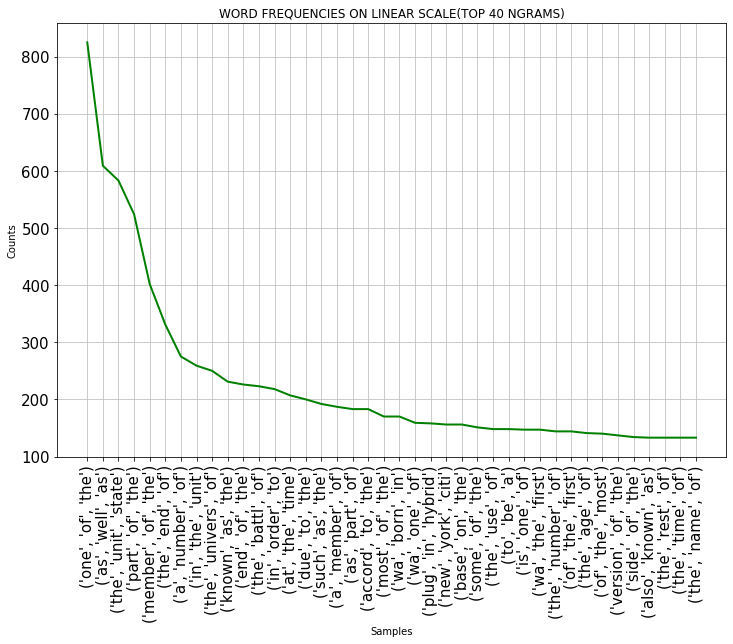 WORD FREQUENCIES ON LINEAR SCALE(TOP 40 NGRAMS)
800
700
600
500
400
300
200
100
Counts
('one', 'of', 'the')
('as', 'well', 'as')
('the', 'unit', 'state')
('part', 'of', 'the')
('member', 'of', 'the')
('the', 'end', 'of')
('a', 'number', 'of')
('in', 'the', 'unit')
('the', 'univers', 'of')
('known', 'as', 'the')
('end', 'of', 'the')
('the', 'battl', 'of')
('in', 'order', 'to')
('at', 'the', 'time')
('due', 'to', 'the')
('such', 'as', 'the')
('a', 'member', 'of')
('as', 'part', 'of')
('accord', 'to', 'the')
('most', 'of', 'the')
('wa', 'born', 'in')
('wa', 'one', 'of')
('plug', 'in', 'hybrid')
('new', 'york', 'citi')
('base', 'on', 'the')
('some', 'of', 'the')
('the', 'use', 'of')
('to', 'be', 'a')
('is', 'one', 'of')
('wa', 'the', 'first')
('the', 'number', 'of')
('of', 'the', 'first')
('the', 'age', 'of')
('of', 'the', 'most')
('version', 'of', 'the')
('side', 'of', 'the')
('also', 'known', 'as')
('the', 'rest', 'of')
('the', 'time', 'of')
('the', 'name', 'of')
Samples